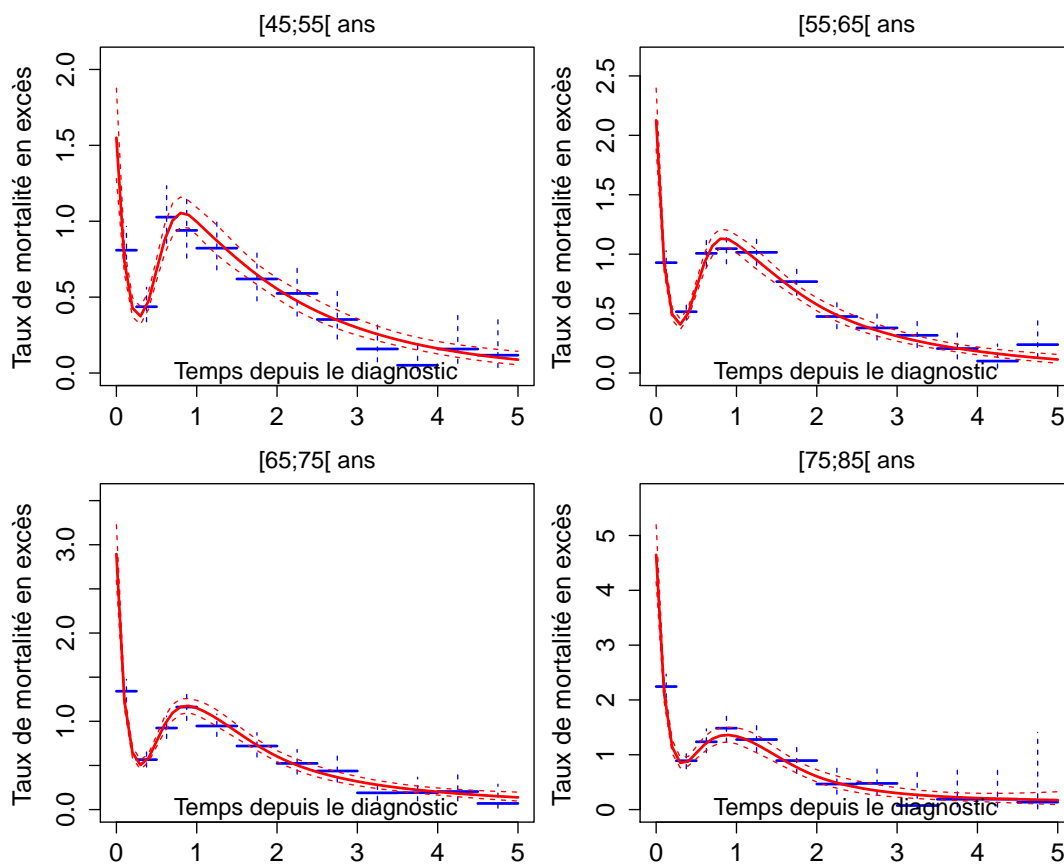 [45;55[ ans
Taux de mortalité en excès
0.0 0.5 1.0 1.5 2.0
Temps depuis le diagnostic
0 1 2 3 4 5
[55;65[ ans
Taux de mortalité en excès
0.0 0.5 1.0 1.5 2.0 2.5
Temps depuis le diagnostic
0 1 2 3 4 5
[65;75[ ans
Taux de mortalité en excès
0.0 1.0 2.0 3.0
Temps depuis le diagnostic
0 1 2 3 4 5
[75;85[ ans
Taux de mortalité en excès
0 1 2 3 4 5
Temps depuis le diagnostic
0 1 2 3 4 5